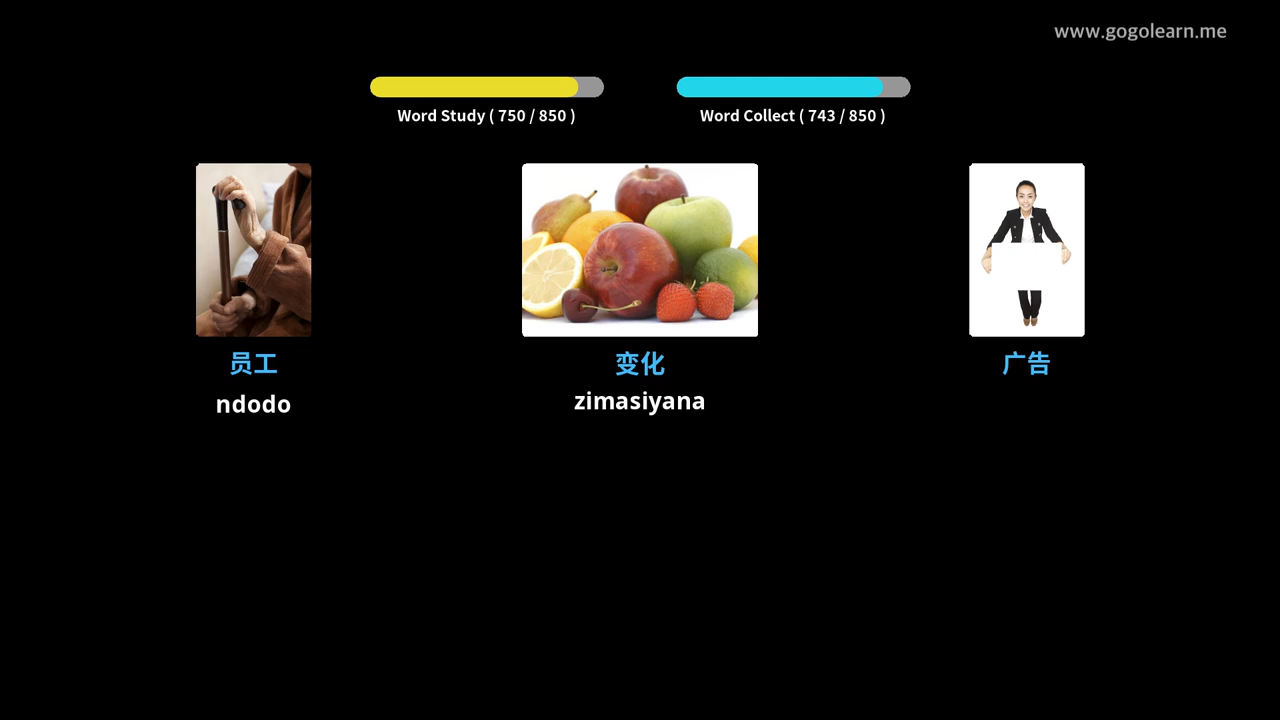 www.gogolearn.me
Word Study ( 750 / 850 )
Word Collect ( 743 / 850 )
员工
变化
广告
ndodo
zimasiyana